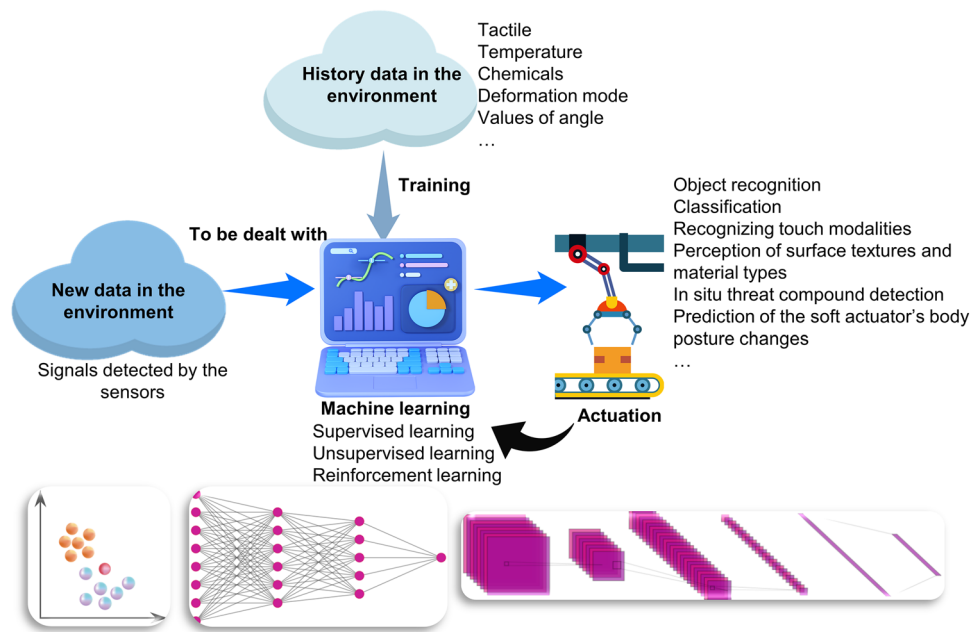 History data in the
environment
Tactile
Temperature
Chemicals
Deformation mode
Values of angle
…
Training
To be dealt with
New data in the
environment
Signals detected by the
sensors
Object recognition
Classification
Recognizing touch modalities
Perception of surface textures and
material types
In situ threat compound detection
Prediction of the soft actuator's body
posture changes
…
Machine learning
Supervised learning
Unsupervised learning
Reinforcement learning
Actuation